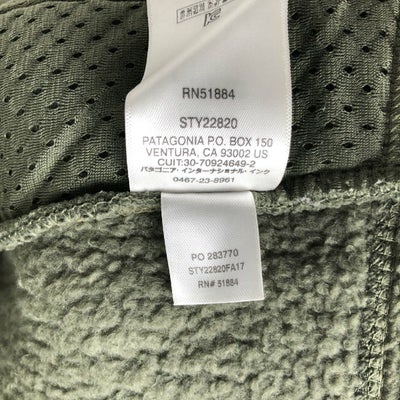 RN51884
STY22820
PATAGONIA P.O. BOX 150
VENTURA, CA 93002 US
CUIT:30-70924649-2
パタゴニア・インターナショナル・インク
0467-23-8961
PO 283770
STY22820FA17
RN# 51884